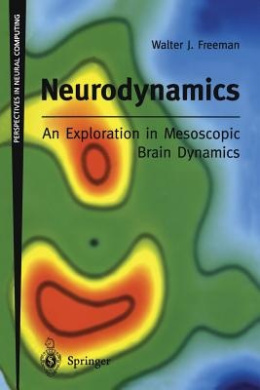 Walter J. Freeman
Neurodynamics
An Exploration in Mesoscopic
Brain Dynamics
PERSPECTIVES IN NEURAL COMPUTING
Springer